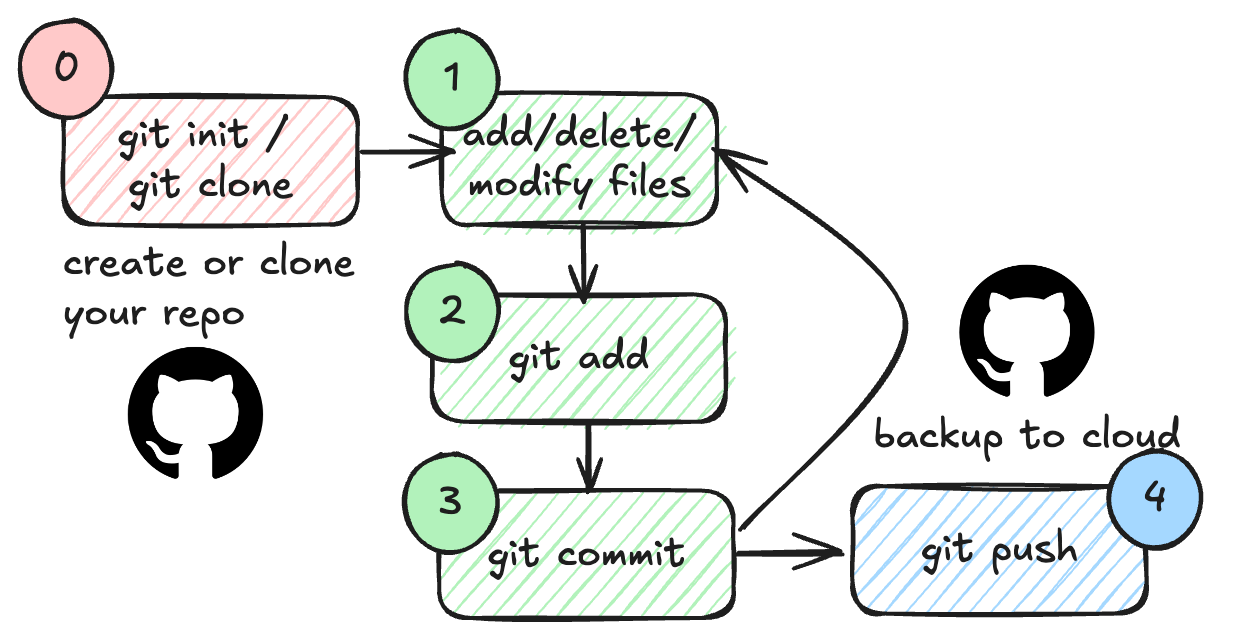 0
git init /
git clone
create or clone
your repo
1
add/delete/
modify files
2
git add
3
git commit
backup to cloud
4
git push